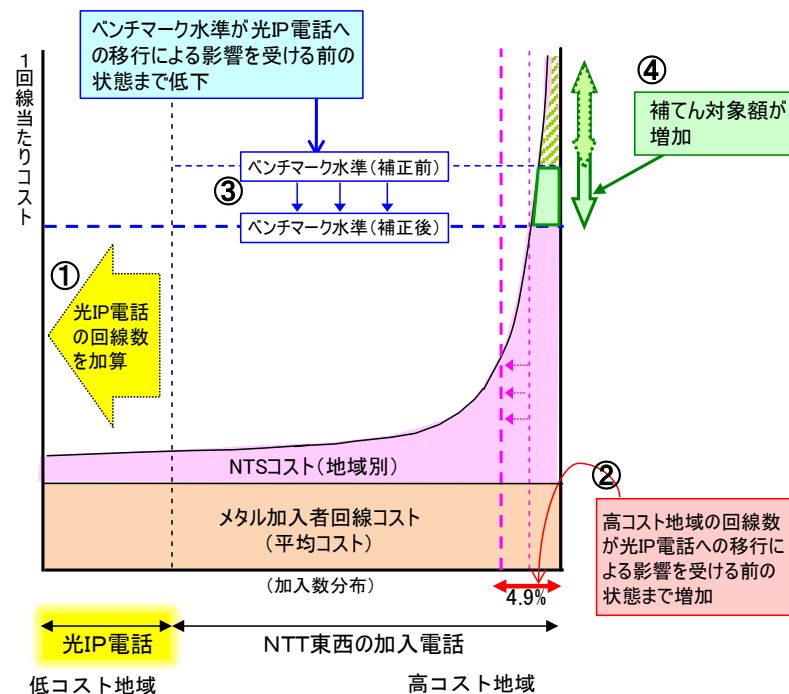 ベンチマーク水準が光IP電話へ
の移行による影響を受ける前の
状態まで低下
1回線当たりコスト
④
補てん対象額が
増加
ベンチマーク水準(補正前)
③
ベンチマーク水準(補正後)
①
光IP電話
の回線数
を加算
NTSコスト(地域別)
②
メタル加入者回線コスト
(平均コスト)
高コスト地域の回線数
が光IP電話への移行に
よる影響を受ける前の
状態まで増加
(加入数分布)
4.9%
光IP電話
NTT東西の加入電話
低コスト地域
高コスト地域